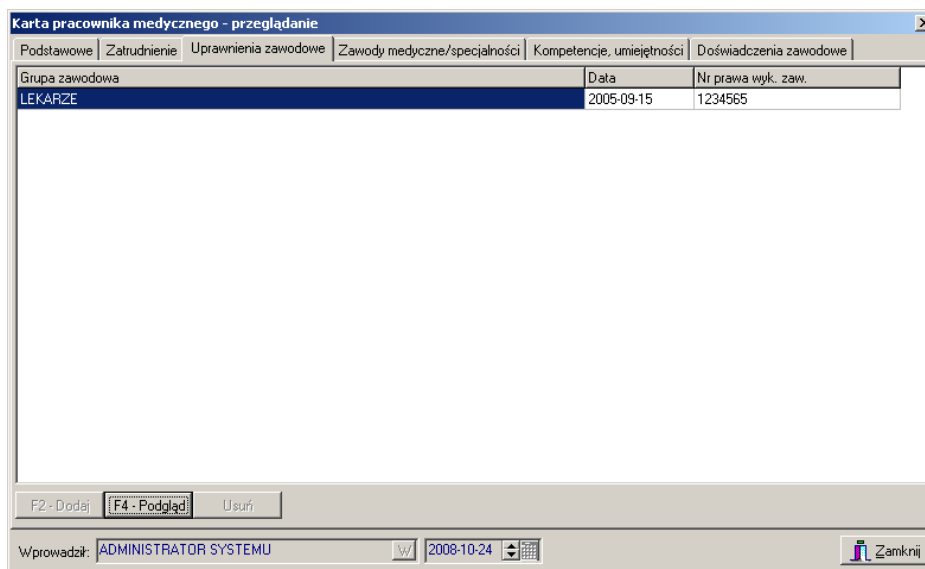 Karta pracownika medycznego - przeglądanie
Podstawowe Zatrudnienie Uprawnienia zawodowe Zawody medyczne/specjalności Kompetencje, umiejętności Doświadczenia zawodowe
Grupa zawodowa Data Nr prawa wyk. zaw.
LEKARZE 2005-09-15 1234565
F2 - Dodaj F4 - Podgląd Usuń
Wprowadził: ADMINISTRATOR SYSTEMU W 2008-10-24 Zamknij